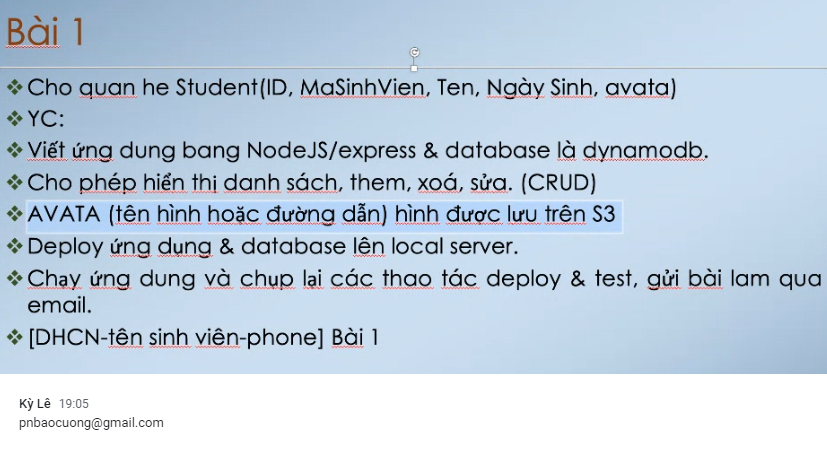 Bài 1
Cho quan he Student(ID, MaSinhVien, Ten, Ngày Sinh, avata)
YC:
Viết ứng dung bang NodeJS/express & database là dynamodb.
Cho phép hiển thị danh sách, them, xoá, sửa. (CRUD)
AVATA (tên hình hoặc đường dẫn) hình được lưu trên S3
Deploy ứng dụng & database lên local server.
Chạy ứng dung và chụp lại các thao tác deploy & test, gửi bài lam qua
email.
[DHCN-tên sinh viên-phone] Bài 1
Kỳ Lê 19:05
pnbaocuong@gmail.com